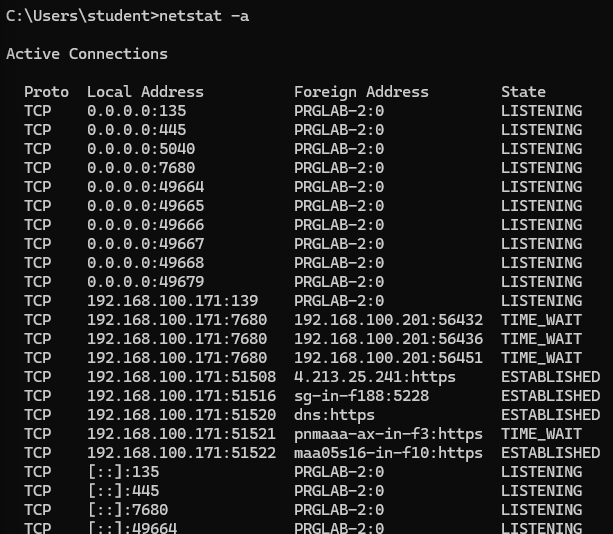 C:\Users\student>netstat -a
Active Connections
Proto  Local Address          Foreign Address        State
TCP    0.0.0.0:135            PRGLAB-2:0             LISTENING
TCP    0.0.0.0:445            PRGLAB-2:0             LISTENING
TCP    0.0.0.0:5040           PRGLAB-2:0             LISTENING
TCP    0.0.0.0:7680           PRGLAB-2:0             LISTENING
TCP    0.0.0.0:49664          PRGLAB-2:0             LISTENING
TCP    0.0.0.0:49665          PRGLAB-2:0             LISTENING
TCP    0.0.0.0:49666          PRGLAB-2:0             LISTENING
TCP    0.0.0.0:49667          PRGLAB-2:0             LISTENING
TCP    0.0.0.0:49668          PRGLAB-2:0             LISTENING
TCP    0.0.0.0:49679          PRGLAB-2:0             LISTENING
TCP    192.168.100.171:139    PRGLAB-2:0             LISTENING
TCP    192.168.100.171:7680   192.168.100.201:56432  TIME_WAIT
TCP    192.168.100.171:7680   192.168.100.201:56436  TIME_WAIT
TCP    192.168.100.171:7680   192.168.100.201:56451  TIME_WAIT
TCP    192.168.100.171:51508  4.213.25.241:https     ESTABLISHED
TCP    192.168.100.171:51516  sg-in-f188:5228        ESTABLISHED
TCP    192.168.100.171:51520  dns:https              ESTABLISHED
TCP    192.168.100.171:51521  pnmaaa-ax-in-f3:https  TIME_WAIT
TCP    192.168.100.171:51522  maa05s16-in-f10:https  ESTABLISHED
TCP    [::]:135               PRGLAB-2:0             LISTENING
TCP    [::]:445               PRGLAB-2:0             LISTENING
TCP    [::]:7680              PRGLAB-2:0             LISTENING
TCP    [::]:49664             PRGLAB-2:0             LISTENING